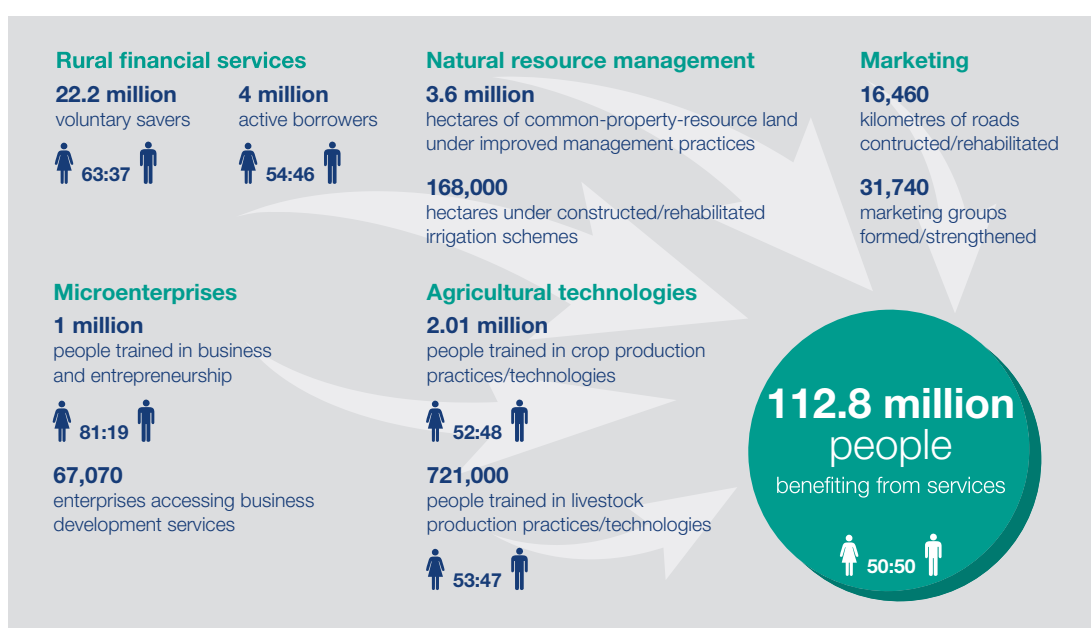 Rural financial services
22.2 million
voluntary savers
63:37
4 million
active borrowers
54:46
Natural resource management
3.6 million
hectares of common-property-resource land
under improved management practices
168,000
hectares under constructed/rehabilitated
irrigation schemes
Marketing
16,460
kilometres of roads
contructed/rehabilitated
31,740
marketing groups
formed/strengthened
Microenterprises
1 million
people trained in business
and entrepreneurship
81:19
67,070
enterprises accessing business
development services
Agricultural technologies
2.01 million
people trained in crop production
practices/technologies
52:48
721,000
people trained in livestock
production practices/technologies
53:47
112.8 million
people
benefiting from services
50:50